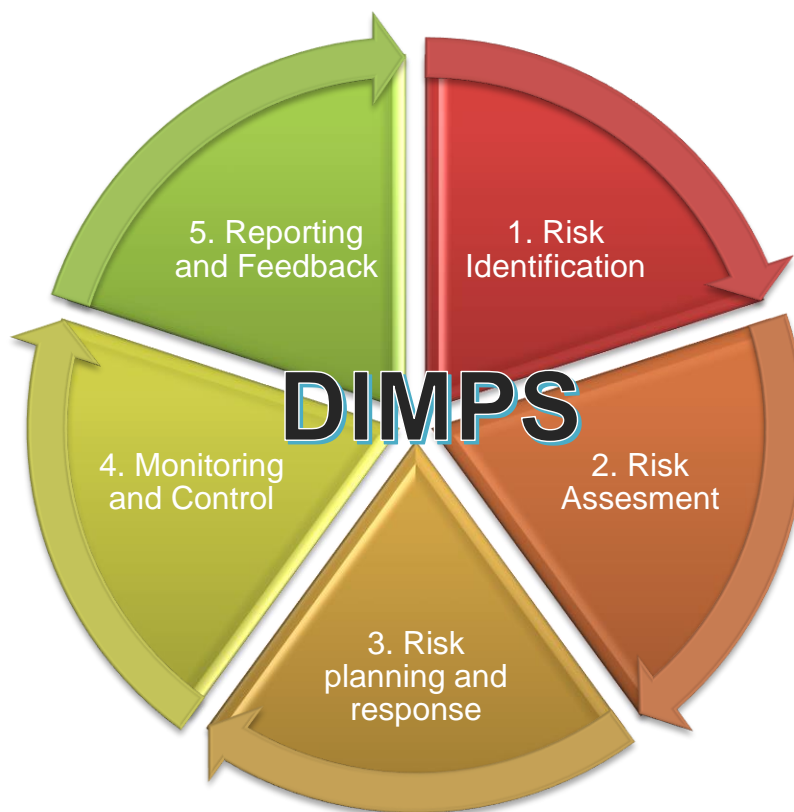 1. Risk
Identification
2. Risk
Assesment
3. Risk
planning and
response
4. Monitoring
and Control
5. Reporting
and Feedback
DIMPS